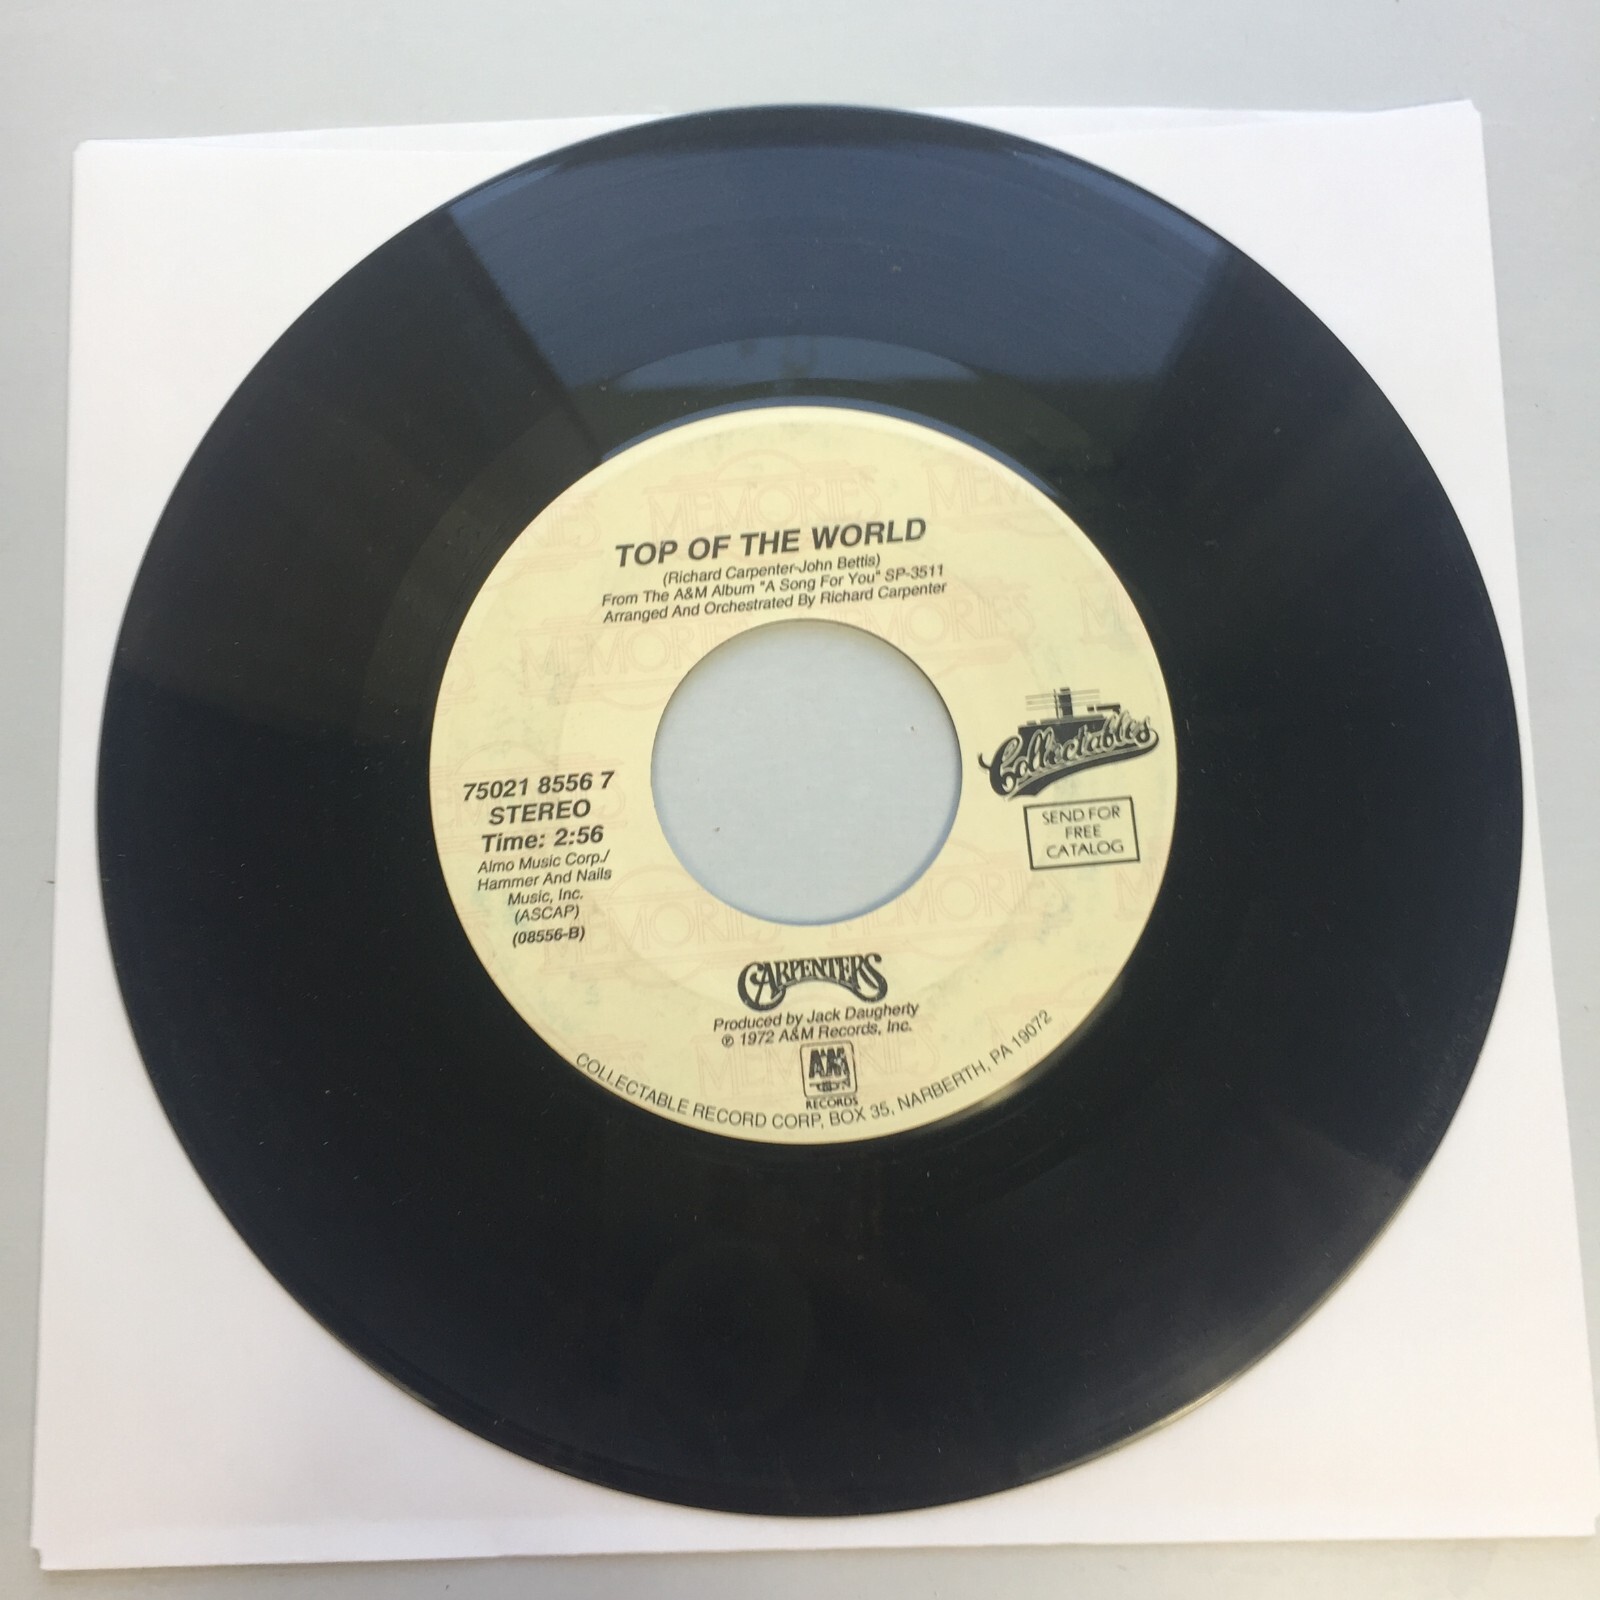 MEMORIES
TOP OF THE WORLD
(Richard Carpenter-John Bettis)
From The A&M Album "A Song For You" SP-3511
Arranged And Orchestrated By Richard Carpenter
75021 8556 7
STEREO
Time: 2:56
Almo Music Corp./
Hammer And Nails
Music, Inc.
(ASCAP)
(08556-B)
Collectables
SEND FOR
FREE
CATALOG
CARPENTERS
Produced by Jack Daugherty
℗ 1972 A&M Records, Inc.
A&M
RECORDS
COLLECTABLE RECORD CORP, BOX 35, NARBERTH, PA 19072